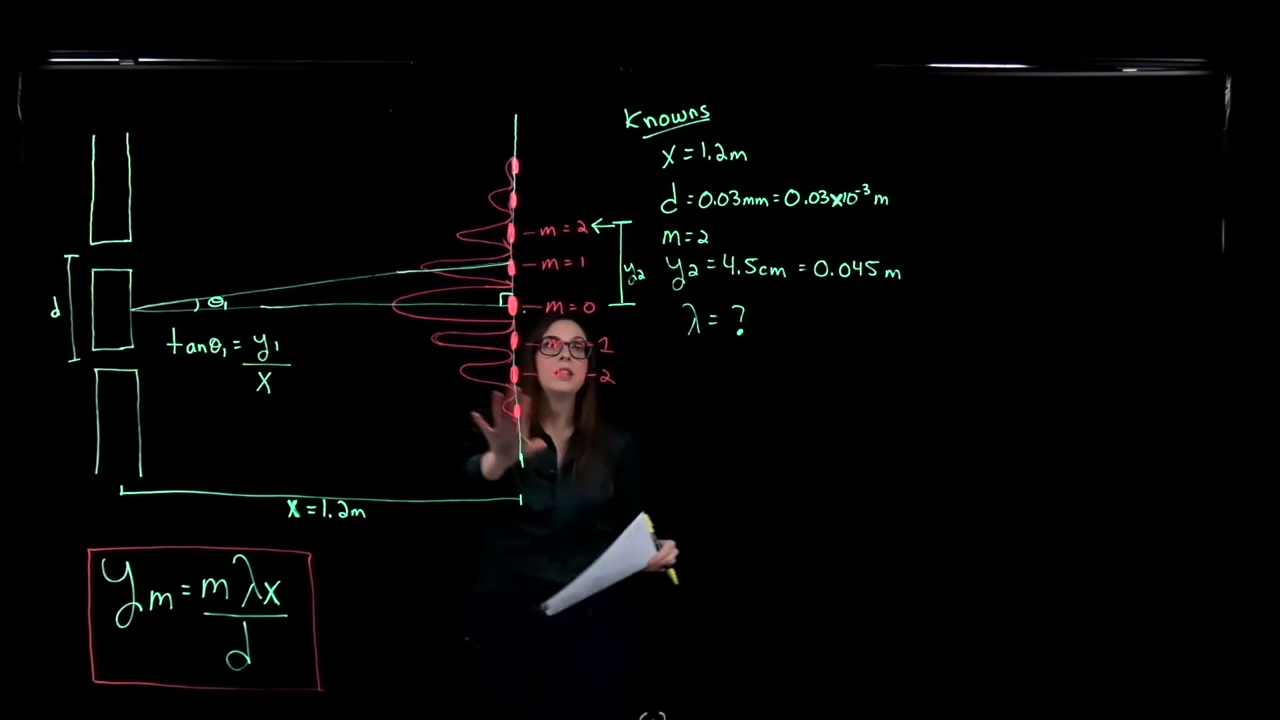 Knowns
x = 1.2m
d = 0.03mm = 0.03x10⁻³ m
m = 2
y₂ = 4.5cm = 0.045 m
λ = ?
m = 2
m = 1
m = 0
1
2
y₂
d
θ₁
tanθ₁ = y₁/x
x = 1.2m
yₘ = mλx/d